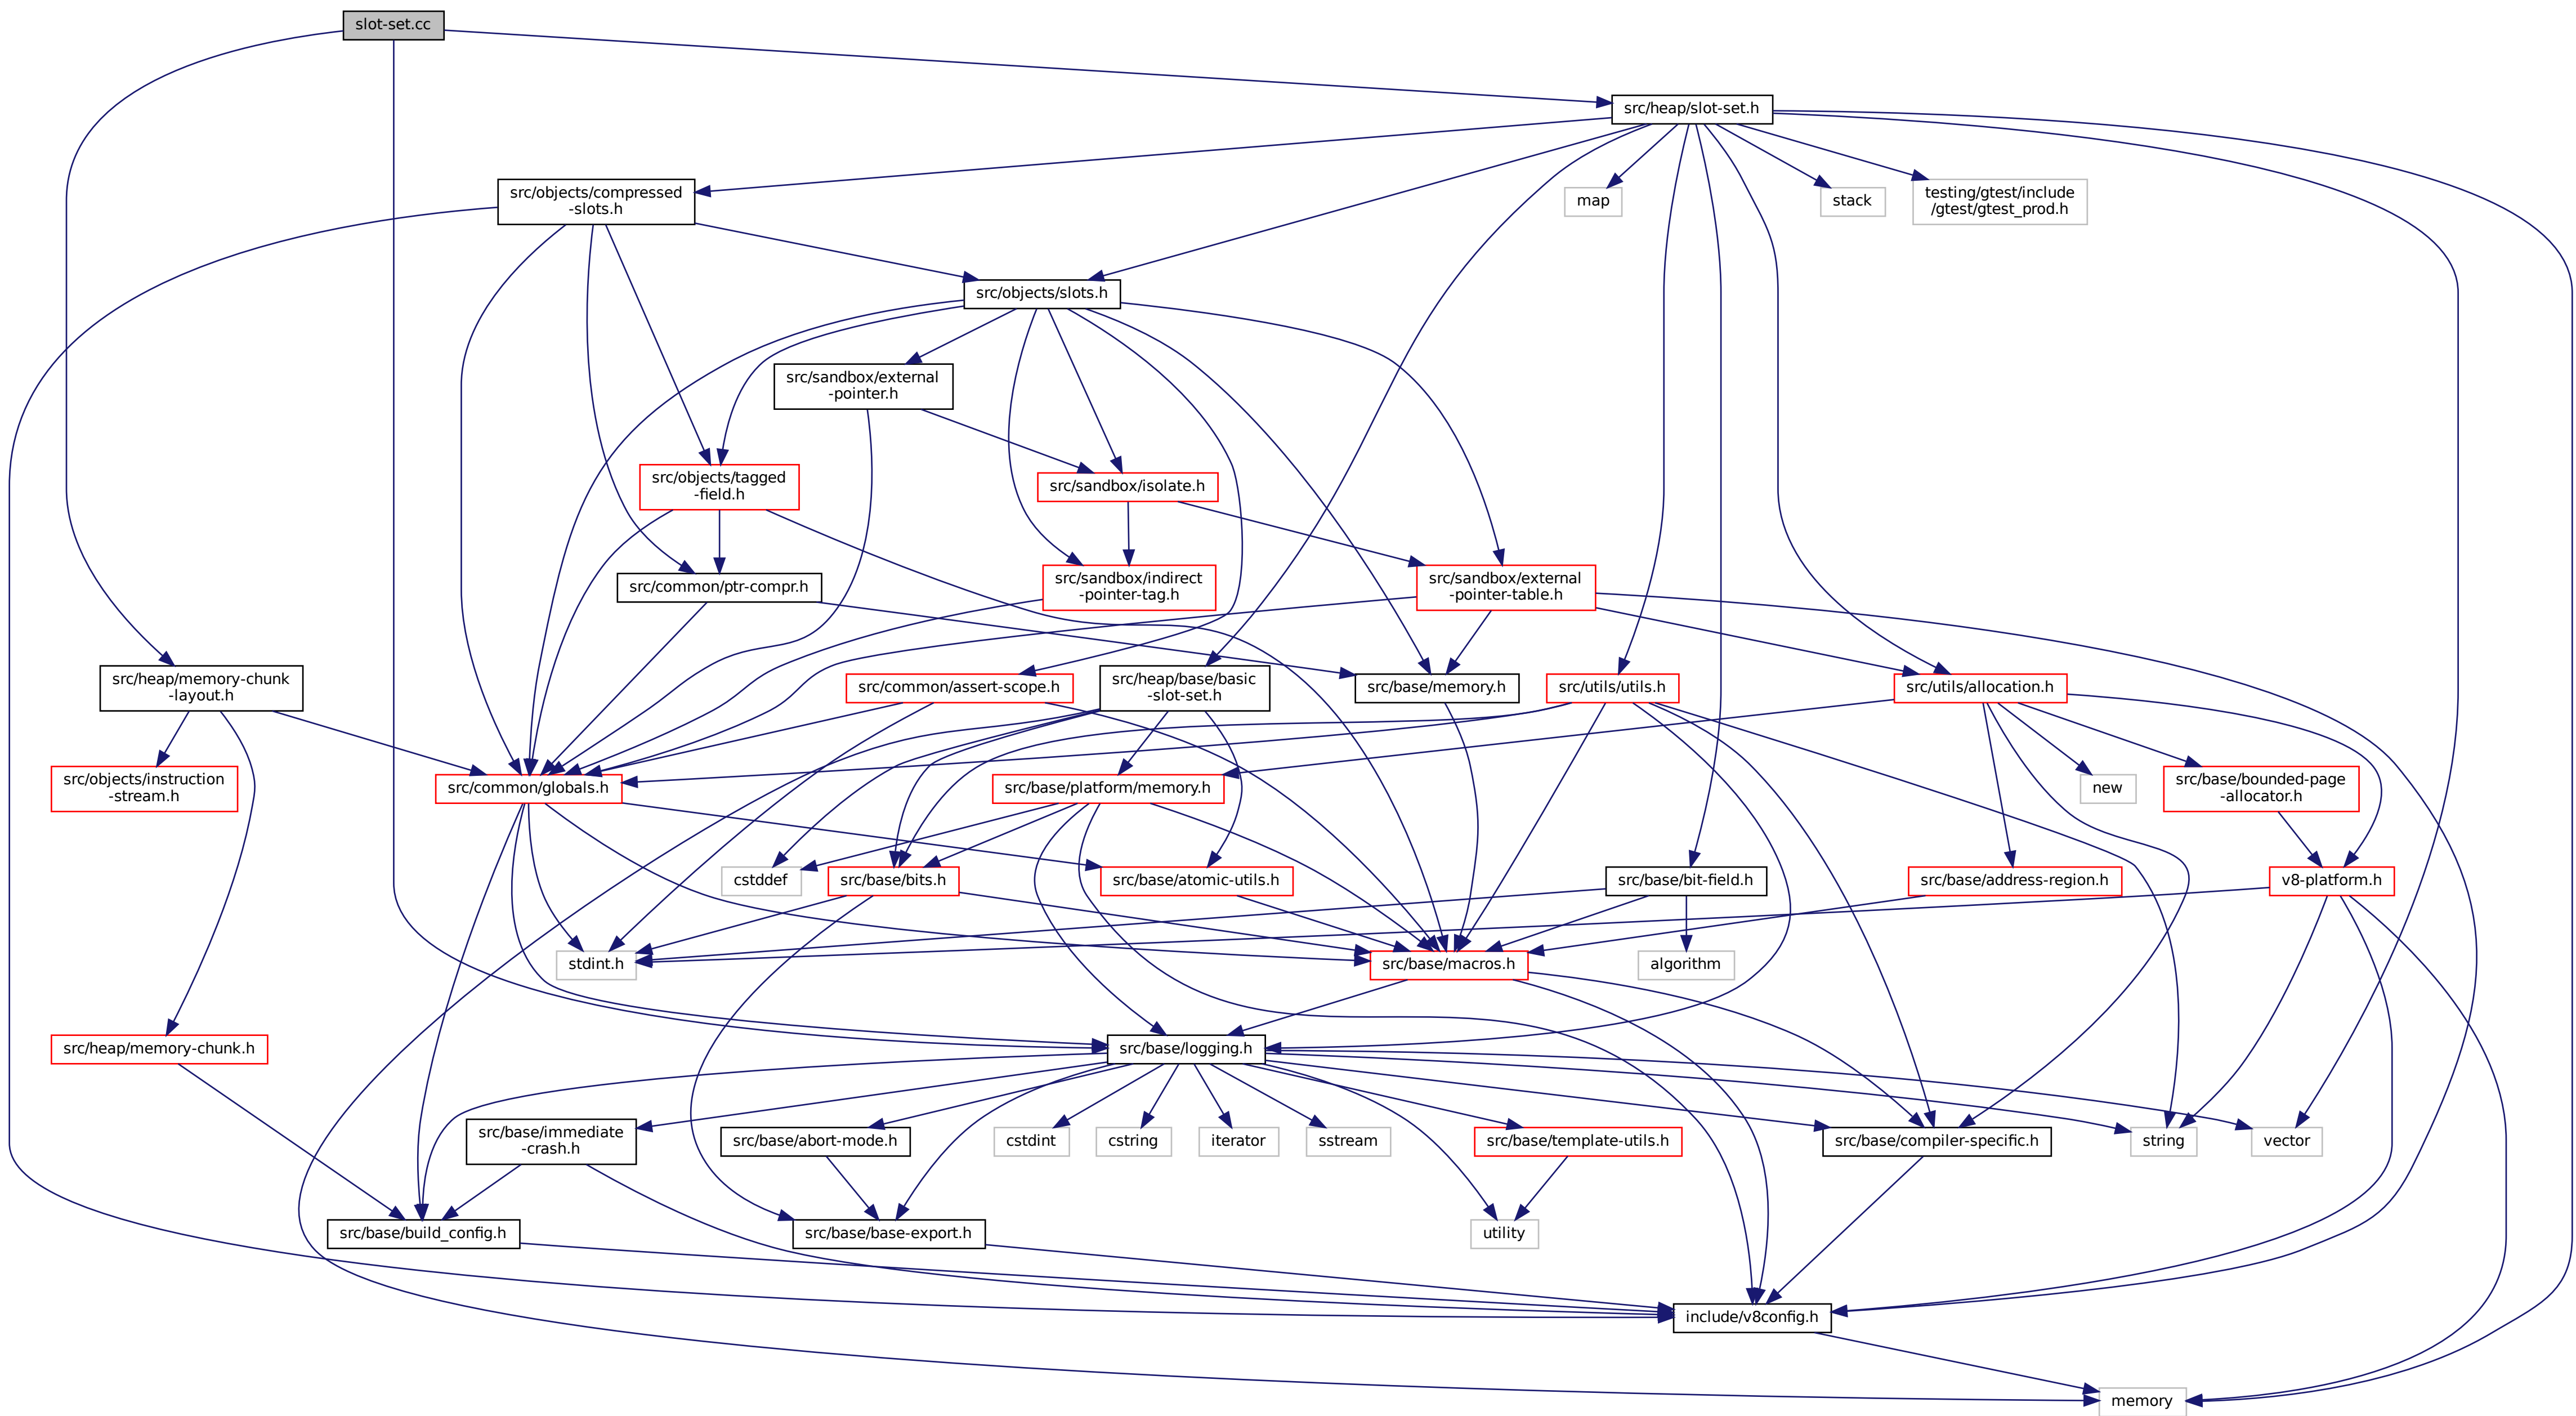 slot-set.cc
src/heap/slot-set.h
src/objects/compressed
-slots.h
map
stack
testing/gtest/include
/gtest/gtest_prod.h
src/objects/slots.h
src/sandbox/external
-pointer.h
src/objects/tagged
-field.h
src/sandbox/isolate.h
src/common/ptr-compr.h
src/sandbox/indirect
-pointer-tag.h
src/sandbox/external
-pointer-table.h
src/heap/memory-chunk
-layout.h
src/common/assert-scope.h
src/heap/base/basic
-slot-set.h
src/base/memory.h
src/utils/utils.h
src/utils/allocation.h
src/objects/instruction
-stream.h
src/common/globals.h
src/base/platform/memory.h
new
src/base/bounded-page
-allocator.h
cstddef
src/base/bits.h
src/base/atomic-utils.h
src/base/bit-field.h
src/base/address-region.h
v8-platform.h
stdint.h
src/base/macros.h
algorithm
src/heap/memory-chunk.h
src/base/logging.h
src/base/immediate
-crash.h
src/base/abort-mode.h
cstdint
cstring
iterator
sstream
src/base/template-utils.h
src/base/compiler-specific.h
string
vector
src/base/build_config.h
src/base/base-export.h
utility
include/v8config.h
memory